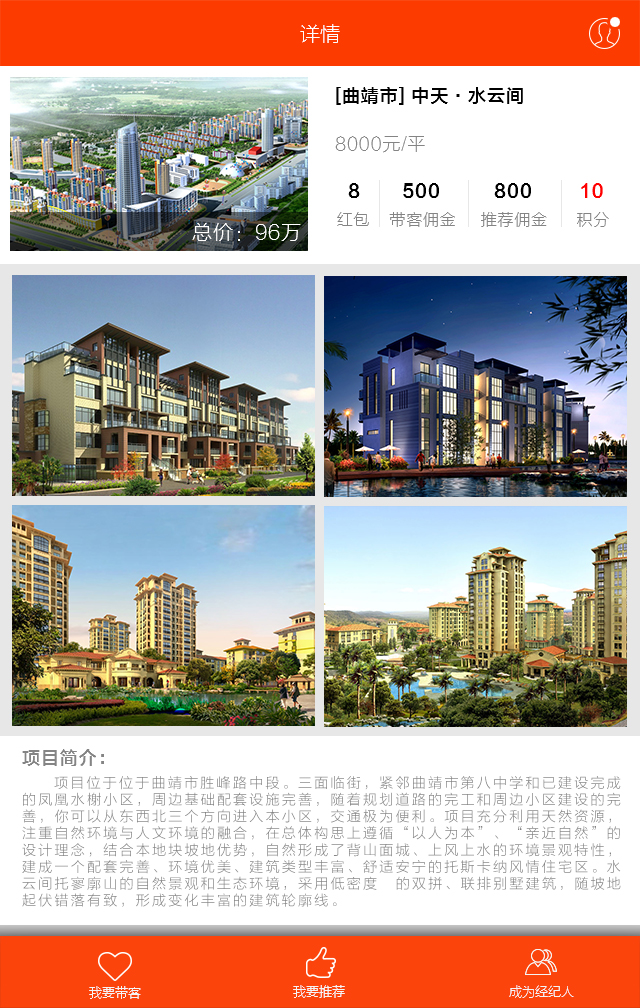 详情
[曲靖市] 中天·水云间
8000元/平
8 500 800 10
红包 带客佣金 推荐佣金 积分
总价：96万
项目简介：
项目位于位于曲靖市胜峰路中段。三面临街，紧邻曲靖市第八中学和已建设完成
的凤凰水榭小区，周边基础配套设施完善，随着规划道路的完工和周边小区建设的完
善，你可以从东西北三个方向进入本小区，交通极为便利。项目充分利用天然资源，
注重自然环境与人文环境的融合，在总体构思上遵循“以人为本”、“亲近自然”的
设计理念，结合本地块坡地优势，自然形成了背山面城、上风上水的环境景观特性，
建成一个配套完善、环境优美、建筑类型丰富、舒适安宁的托斯卡纳风情住宅区。水
云间托寥廓山的自然景观和生态环境，采用低密度 的双拼、联排别墅建筑，随坡地
起伏错落有致，形成变化丰富的建筑轮廓线。
我要带客 我要推荐 成为经纪人